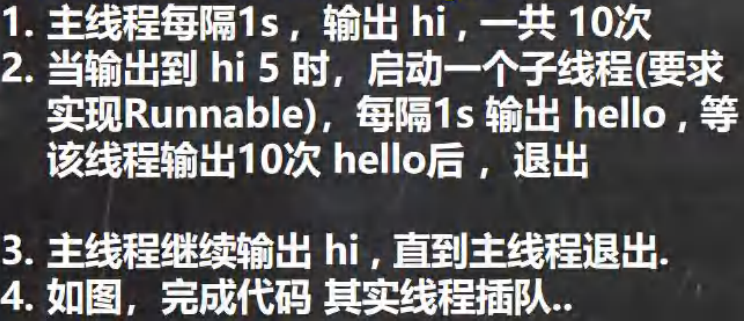 1. 主线程每隔1s，输出 hi，一共 10次
2. 当输出到 hi 5 时，启动一个子线程(要求
实现Runnable)，每隔1s 输出 hello，等
该线程输出10次 hello后 ，退出
3. 主线程继续输出 hi，直到主线程退出.
4. 如图，完成代码 其实线程插队..